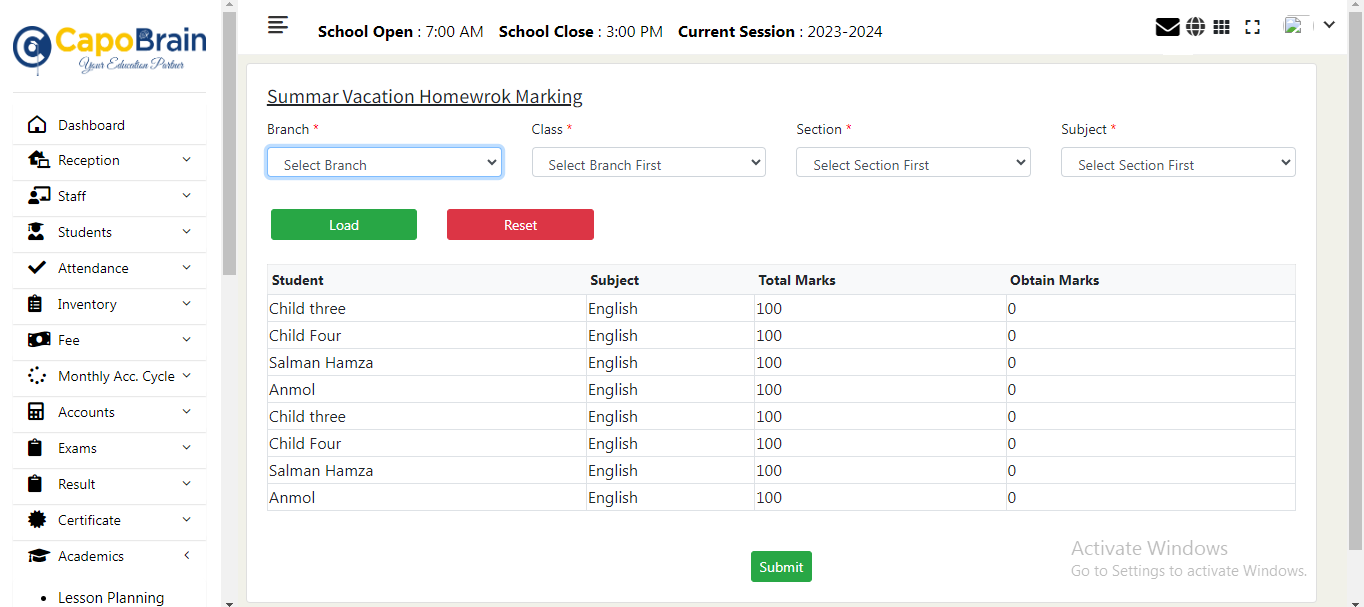 CapoBrain
Your Education Partner
School Open : 7:00 AM School Close : 3:00 PM Current Session : 2023-2024
Dashboard
Reception
Staff
Students
Attendance
Inventory
Fee
Monthly Acc. Cycle
Accounts
Exams
Result
Certificate
Academics
Lesson Planning
Summar Vacation Homewrok Marking
Branch * Class * Section * Subject *
Select Branch Select Branch First Select Section First Select Section First
Load Reset
Student Subject Total Marks Obtain Marks
Child three English 100 0
Child Four English 100 0
Salman Hamza English 100 0
Anmol English 100 0
Child three English 100 0
Child Four English 100 0
Salman Hamza English 100 0
Anmol English 100 0
Submit
Activate Windows
Go to Settings to activate Windows.